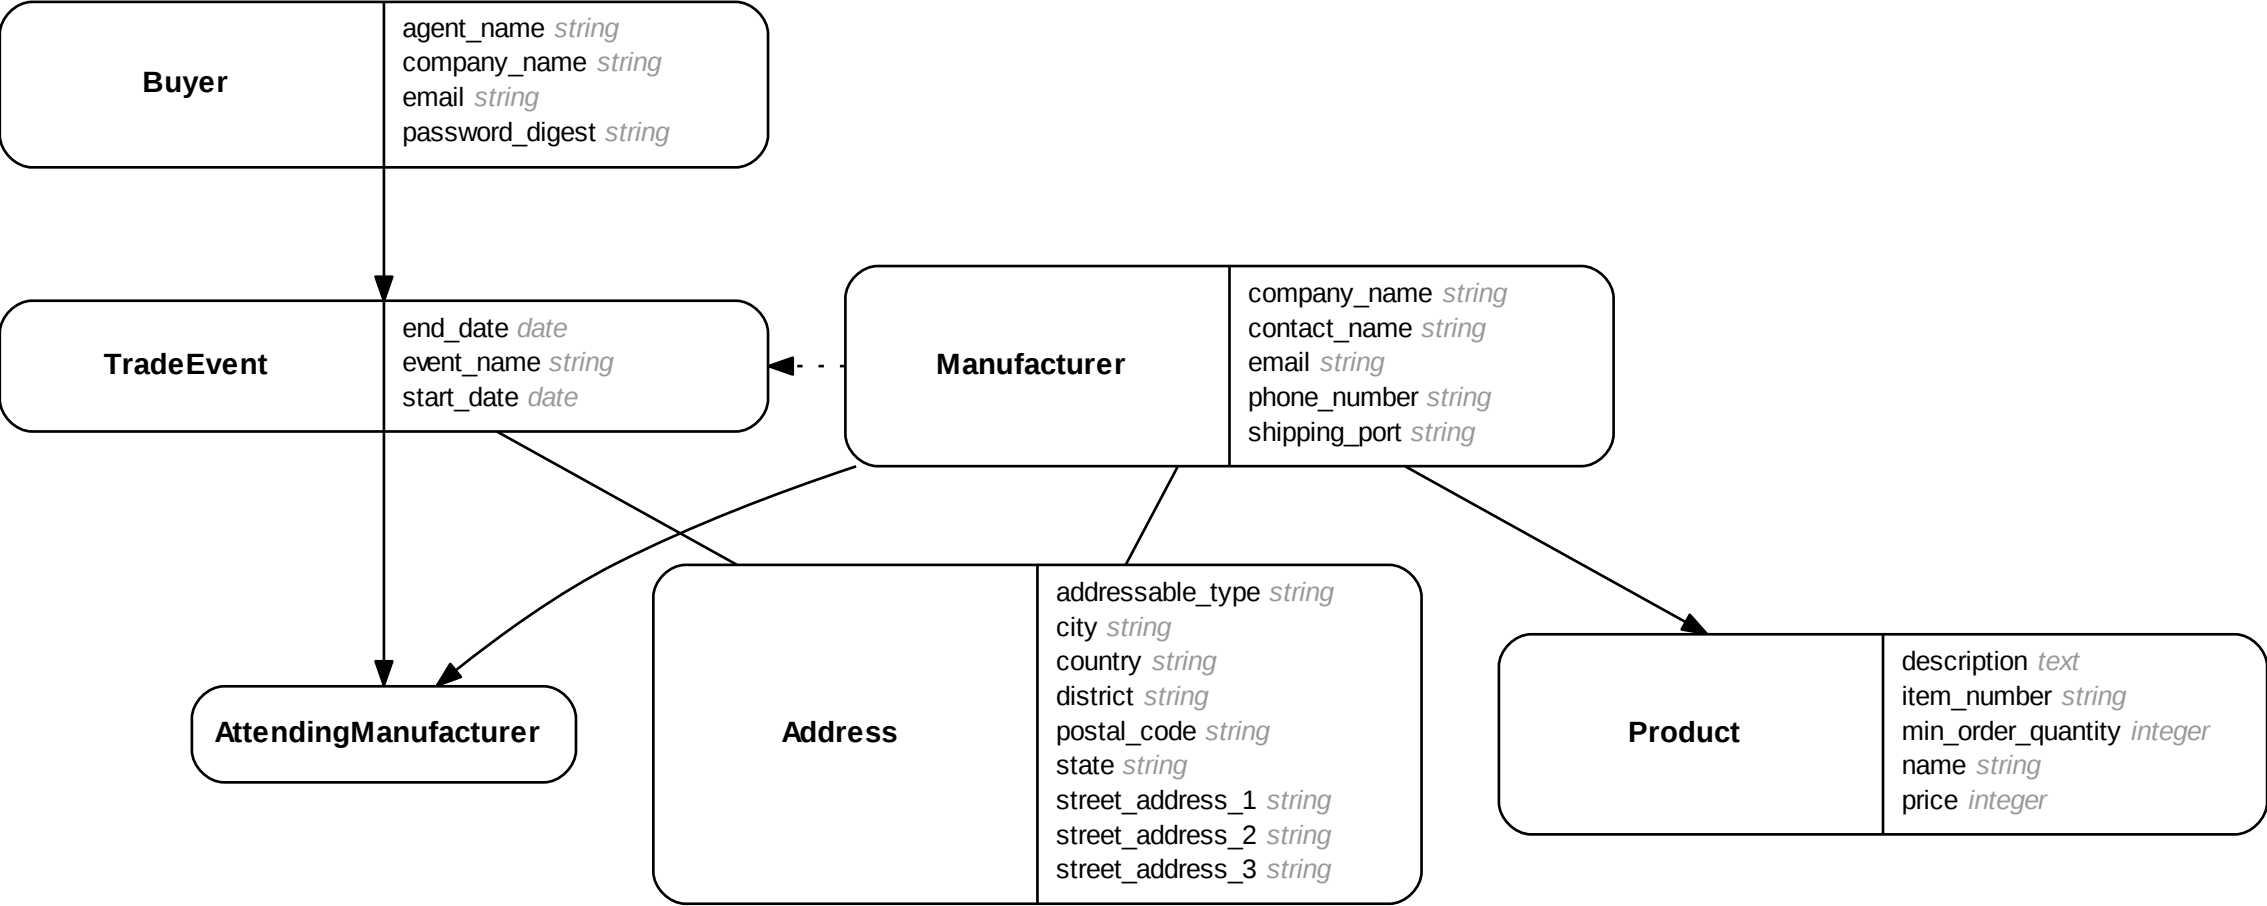 Buyer
agent_name string
company_name string
email string
password_digest string
TradeEvent
end_date date
event_name string
start_date date
Manufacturer
company_name string
contact_name string
email string
phone_number string
shipping_port string
AttendingManufacturer
Address
addressable_type string
city string
country string
district string
postal_code string
state string
street_address_1 string
street_address_2 string
street_address_3 string
Product
description text
item_number string
min_order_quantity integer
name string
price integer